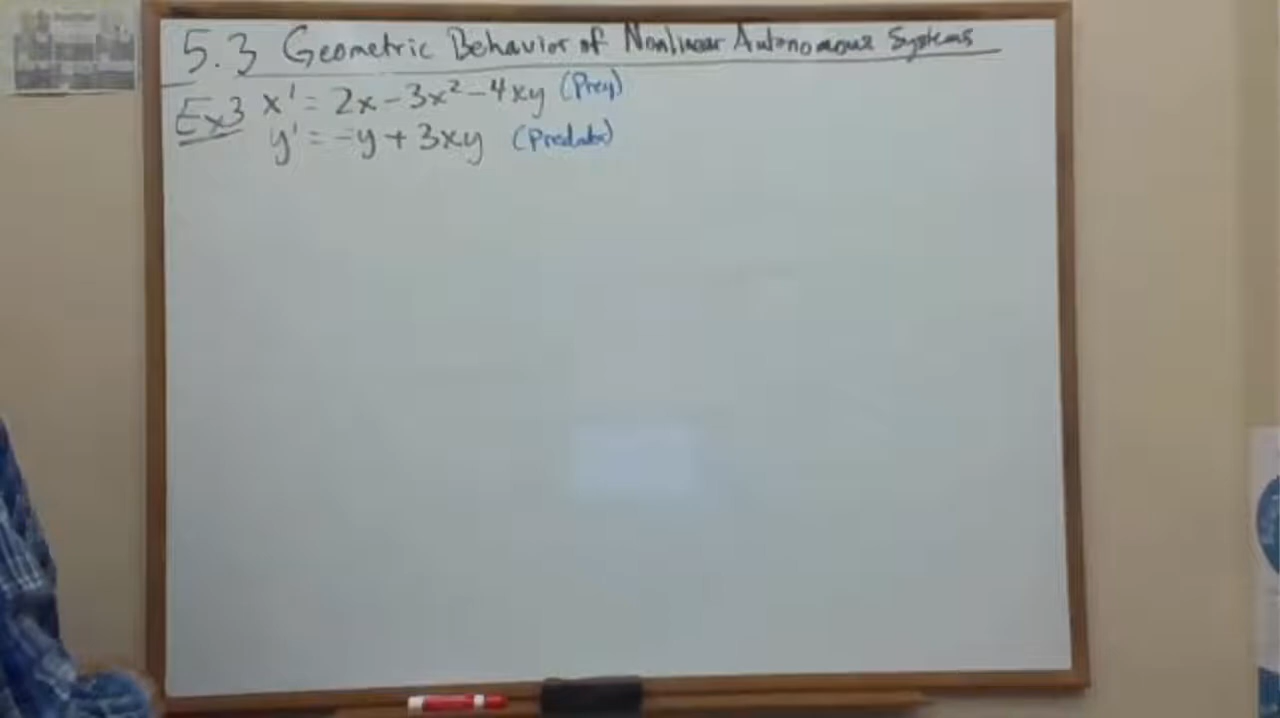 5.3 Geometric Behavior of Nonlinear Autonomous Systems
Ex3 x' = 2x - 3x² - 4xy (Prey)
y' = -y + 3xy (Predator)